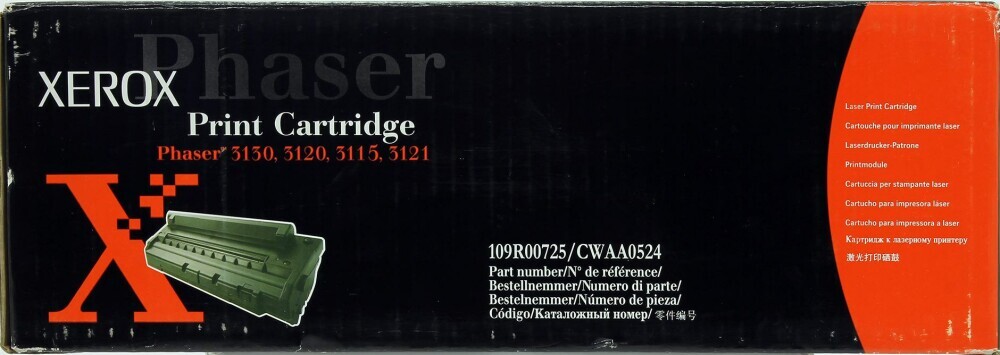 Phaser
XEROX
Print Cartridge
Phaser® 3130, 3120, 3115, 3121
X
109R00725/CWAA0524
Part number/N° de référence/
Bestellnemmer/Numero di parte/
Bestelnemmer/Número de pieza/
Código/Каталожный номер/ 零件编号
Laser Print Cartridge
Cartouche pour imprimante laser
Laserdrucker-Patrone
Printmodule
Cartuccia per stampante laser
Cartucho para impresora láser
Cartucho para impressora a laser
Картридж к лазерному принтеру
激光打印硒鼓